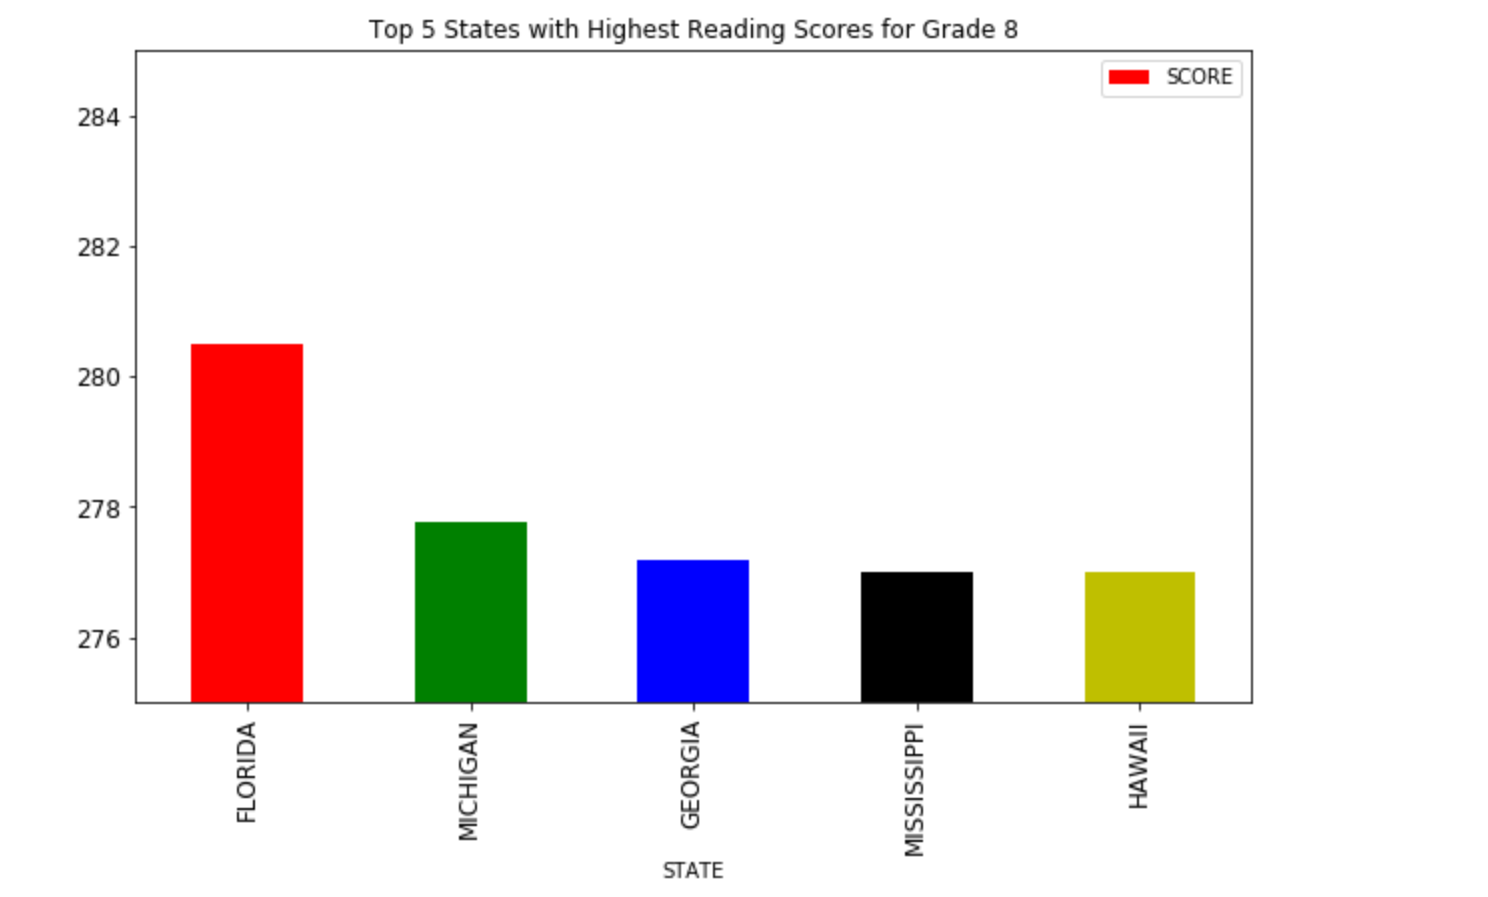 Top 5 States with Highest Reading Scores for Grade 8
SCORE
284
282
280
278
276
FLORIDA
MICHIGAN
GEORGIA
MISSISSIPPI
HAWAII
STATE